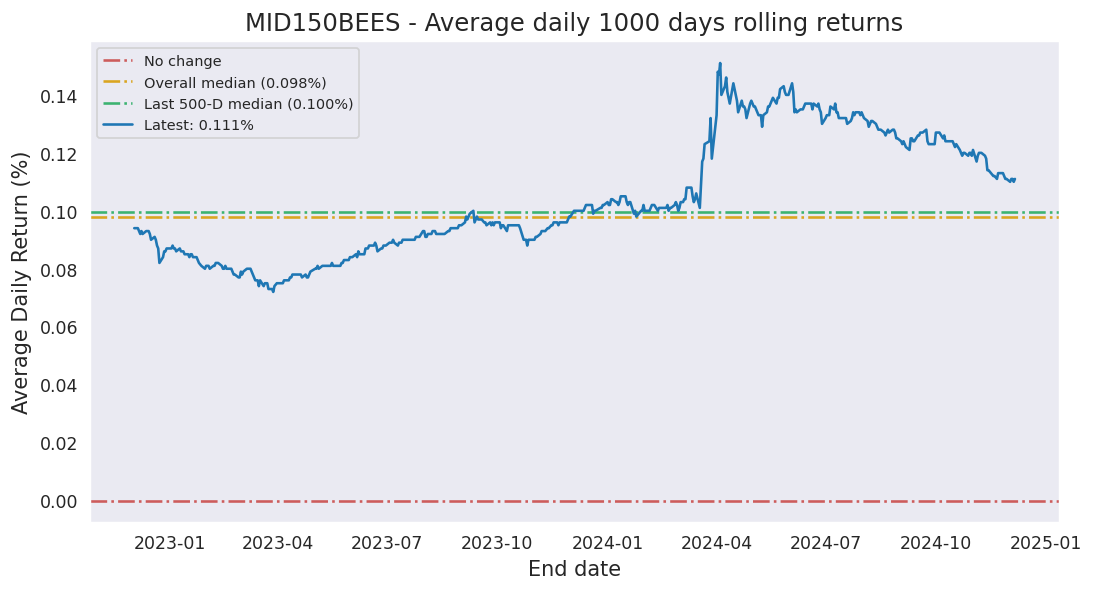 MID150BEES - Average daily 1000 days rolling returns
No change
Overall median (0.098%)
Last 500-D median (0.100%)
Latest: 0.111%
Average Daily Return (%)
0.14
0.12
0.10
0.08
0.06
0.04
0.02
0.00
2023-01 2023-04 2023-07 2023-10 2024-01 2024-04 2024-07 2024-10 2025-01
End date